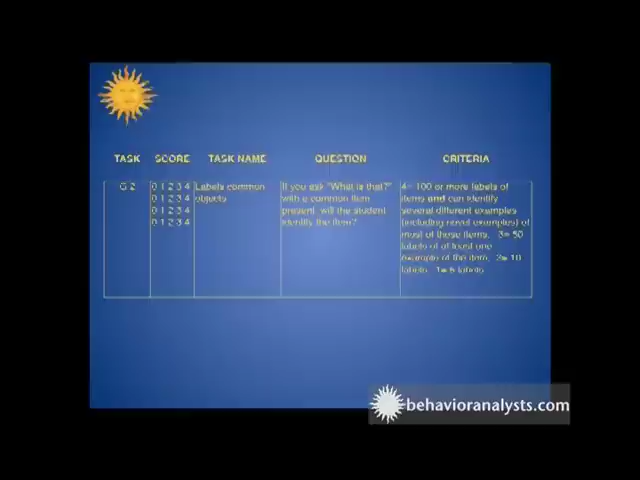 TASK SCORE TASK NAME QUESTION CRITERIA
G 2
0 1 2 3 4
0 1 2 3 4
0 1 2 3 4
0 1 2 3 4
Labels common
objects
If you ask "What is that?"
with a common item
present, will the student
identify the item?
4= 100 or more labels of
items and can identify
several different examples
(including novel examples) of
most of those items. 3= 50
labels of at least one
example of the item. 2= 10
labels. 1= 5 labels
behavioranalysts.com